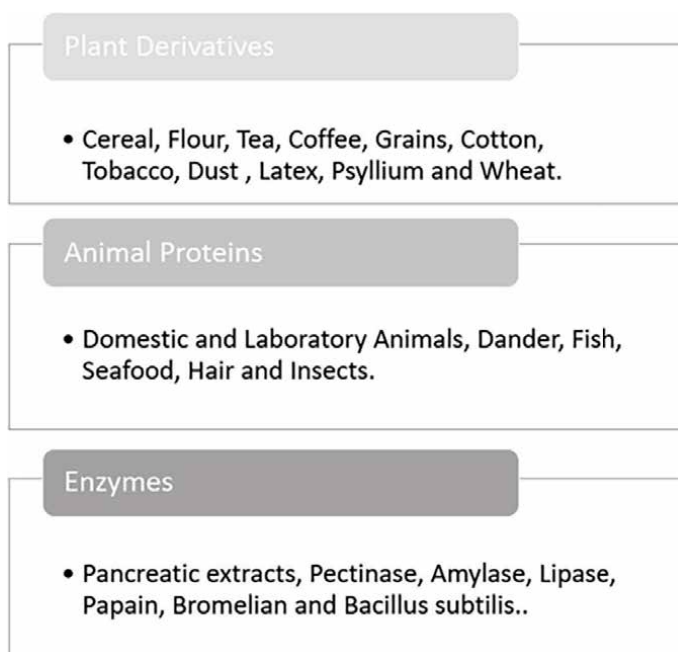 Plant Derivatives
• Cereal, Flour, Tea, Coffee, Grains, Cotton,
Tobacco, Dust , Latex, Psyllium and Wheat.
Animal Proteins
• Domestic and Laboratory Animals, Dander, Fish,
Seafood, Hair and Insects.
Enzymes
• Pancreatic extracts, Pectinase, Amylase, Lipase,
Papain, Bromelian and Bacillus subtilis..